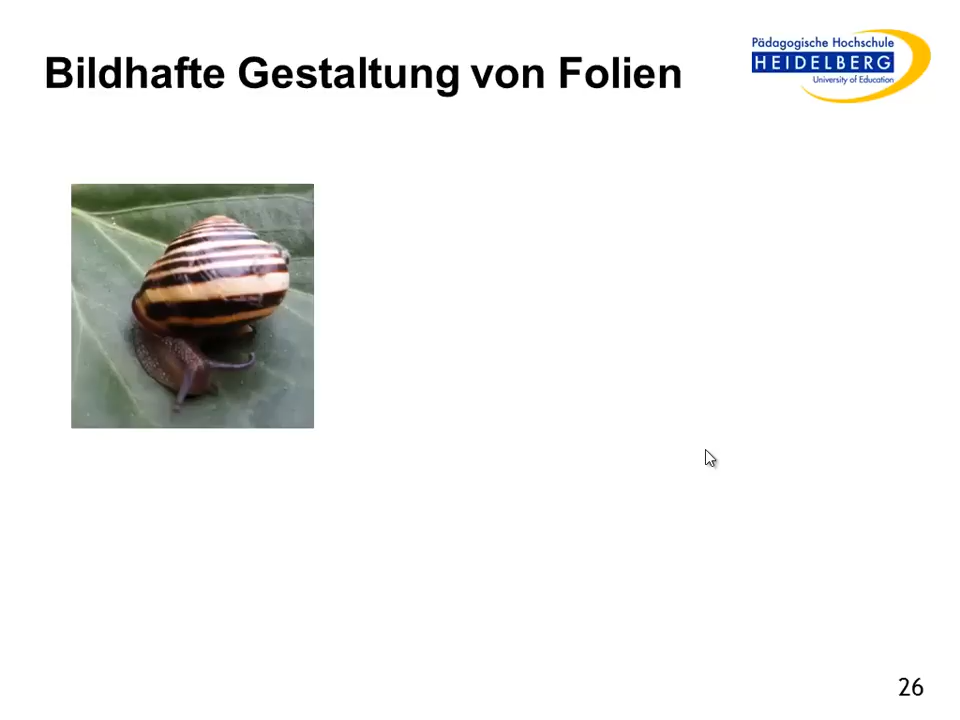 Bildhafte Gestaltung von Folien
Pädagogische Hochschule
HEIDELBERG
University of Education
26